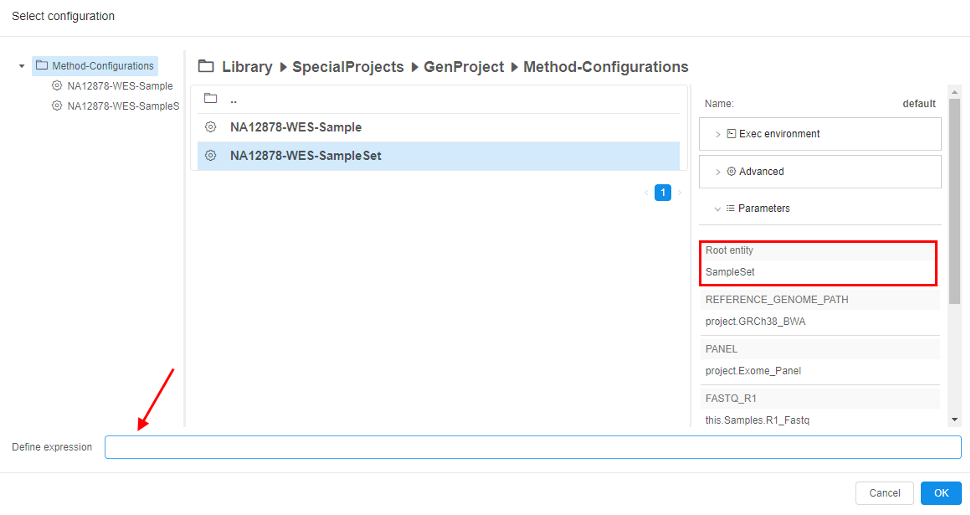 Select configuration
Method-Configurations
NA12878-WES-Sample
NA12878-WES-SampleS
Library Special​Projects GenProject Method-Configurations
..
NA12878-WES-Sample
NA12878-WES-SampleSet
1
Name: default
Exec environment
Advanced
Parameters
Root entity
SampleSet
REFERENCE_GENOME_PATH
project.GRCh38_BWA
PANEL
project.Exome_Panel
FASTQ_R1
this.Samples.R1_Fastq
Define expression
Cancel OK